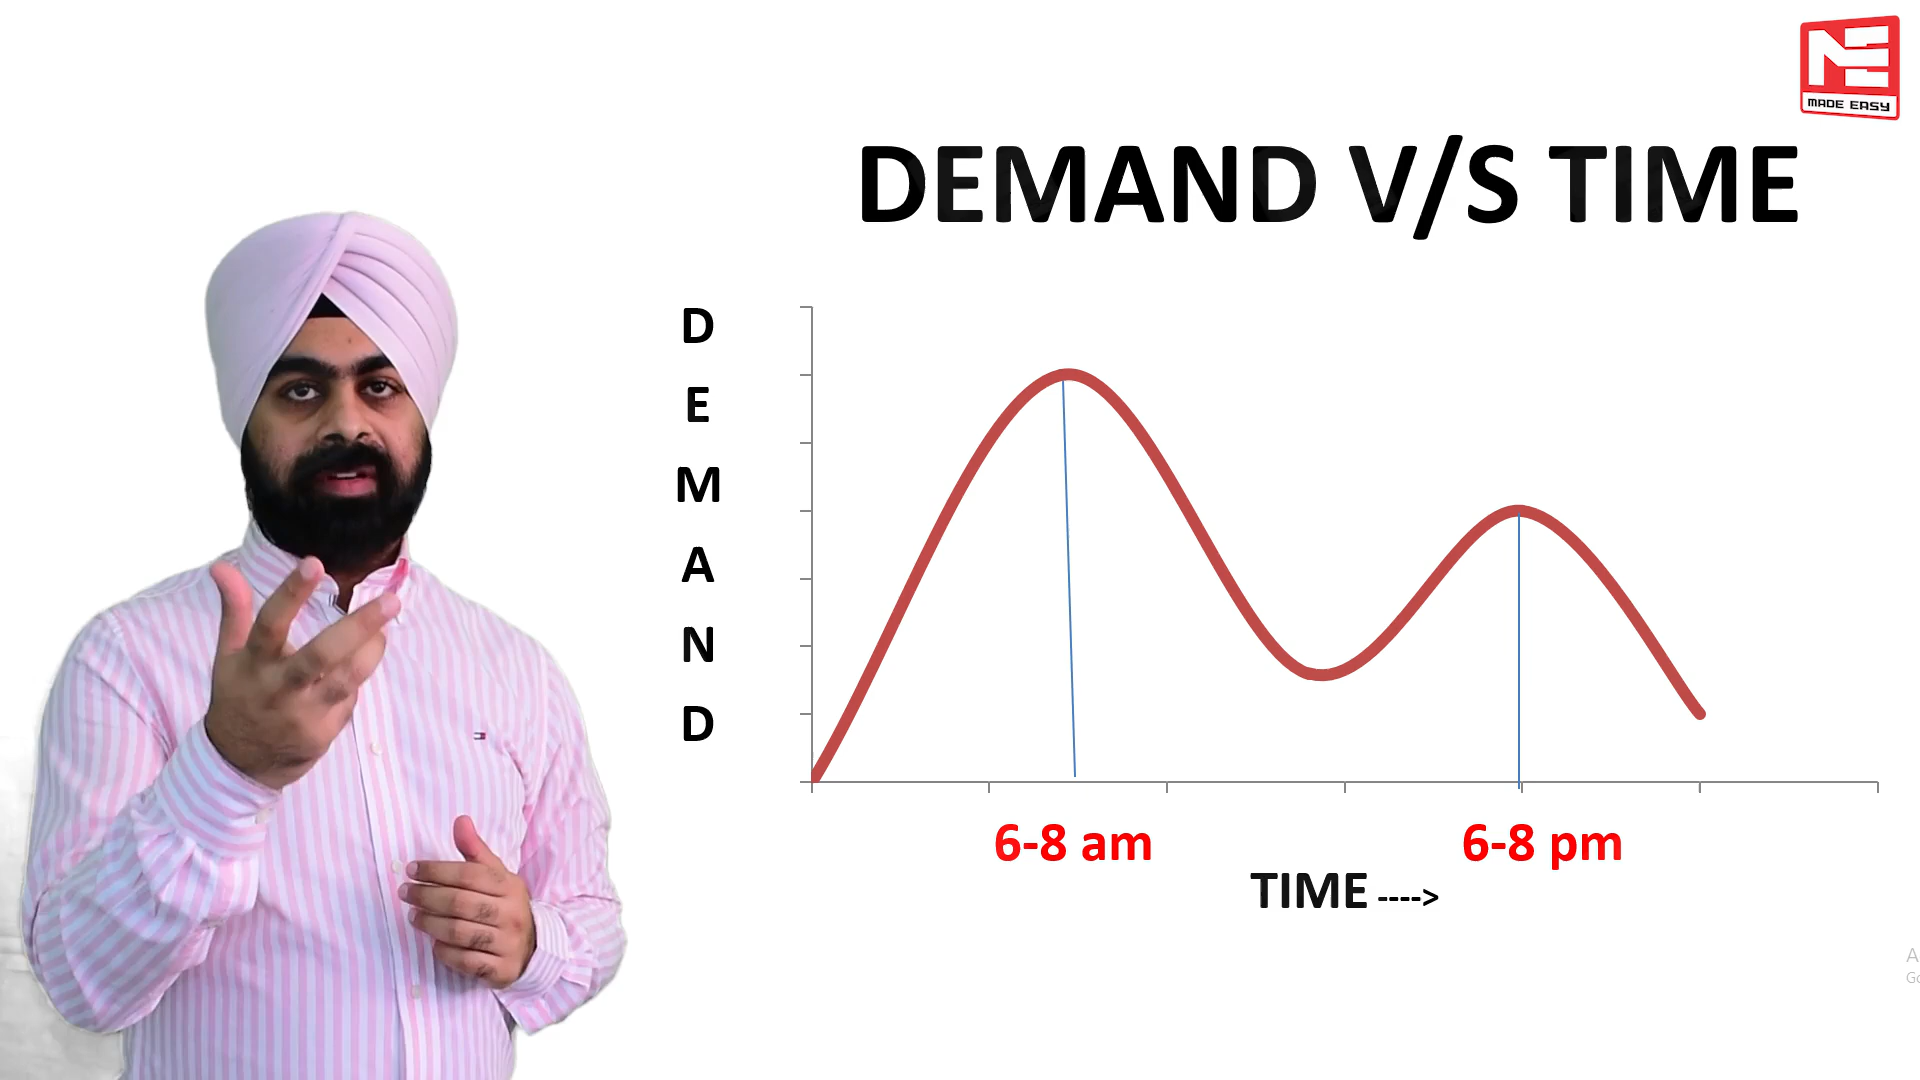 MADE EASY
DEMAND V/S TIME
D
E
M
A
N
D
6-8 am
6-8 pm
TIME ---->